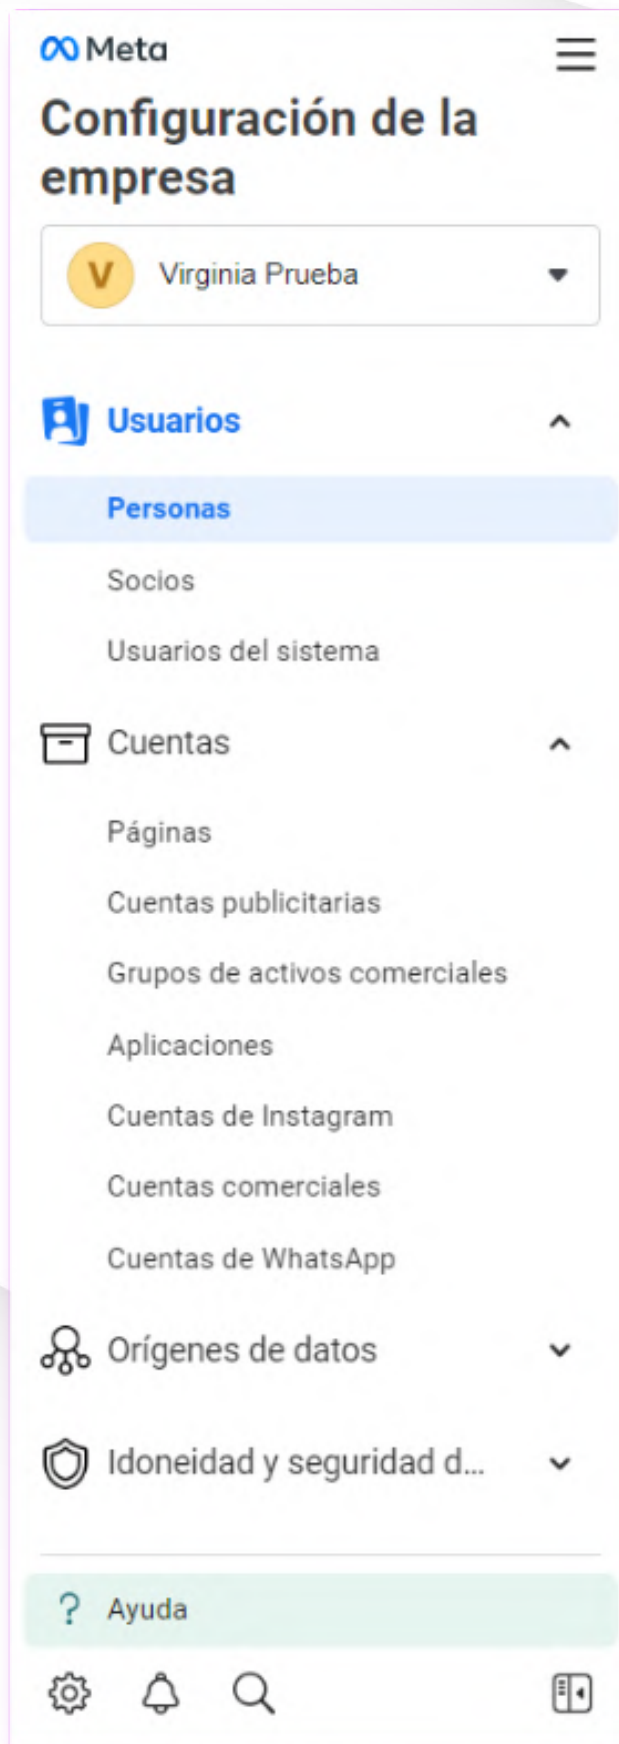 Meta
Configuración de la
empresa
V
Virginia Prueba
Usuarios
Personas
Socios
Usuarios del sistema
Cuentas
Páginas
Cuentas publicitarias
Grupos de activos comerciales
Aplicaciones
Cuentas de Instagram
Cuentas comerciales
Cuentas de WhatsApp
Orígenes de datos
Idoneidad y seguridad d...
? Ayuda